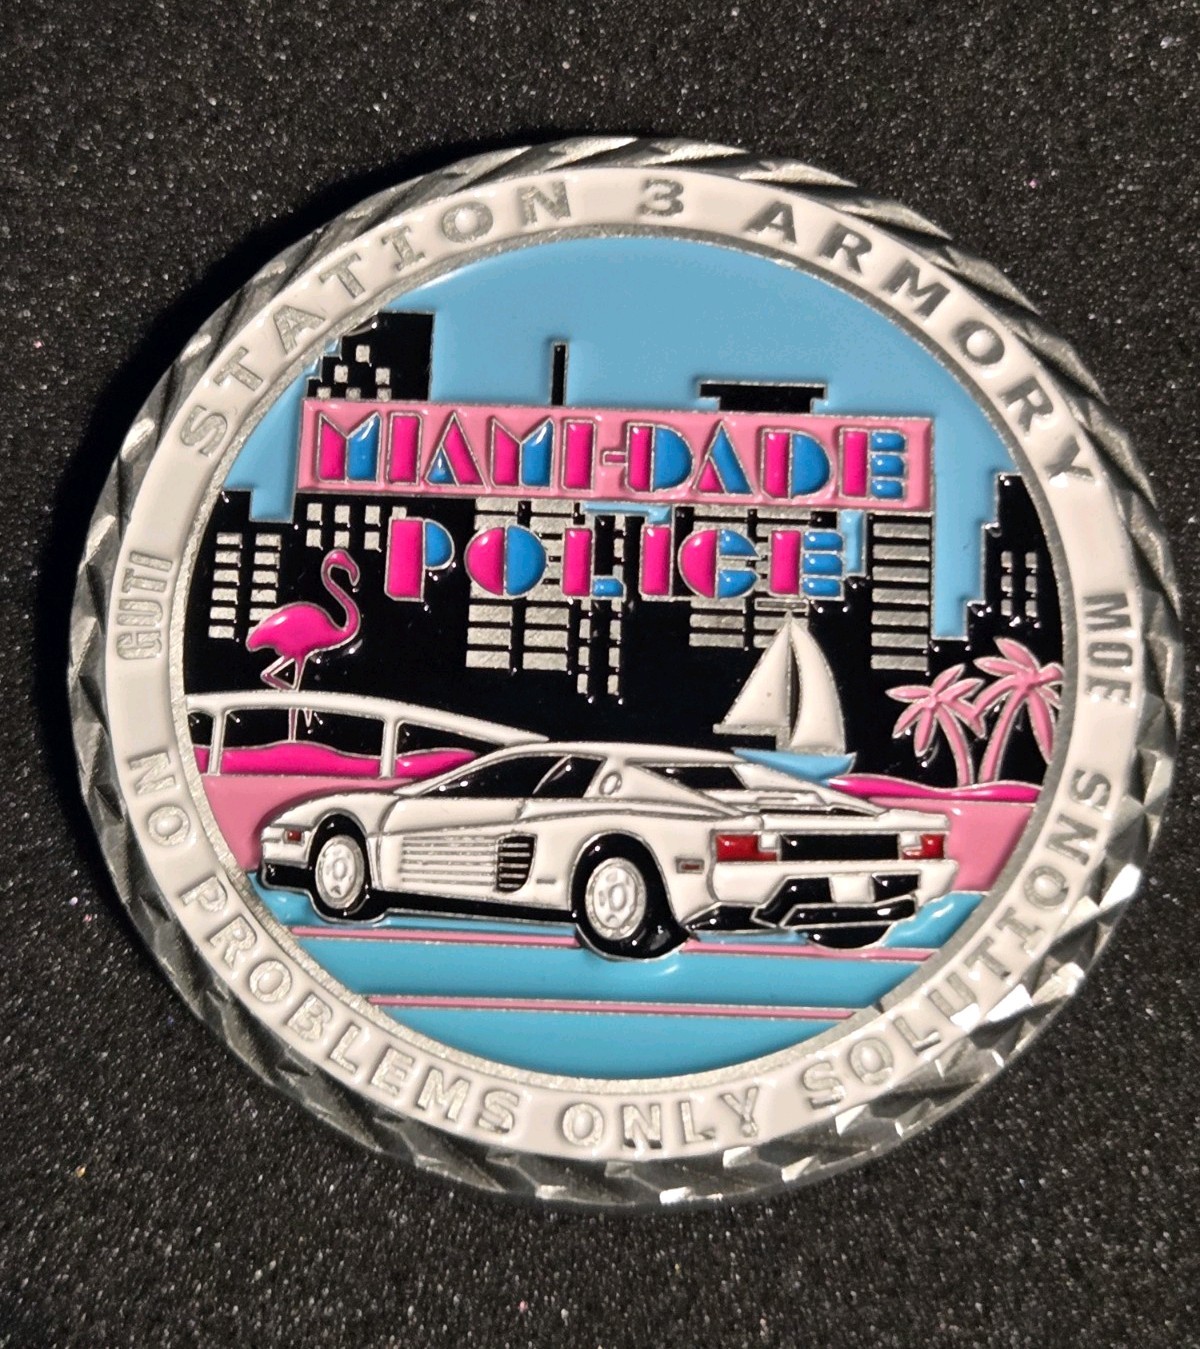 STATION 3 ARMORY
MIAMI-DADE
POLICE
GUTI
MOE
NO PROBLEMS ONLY SOLUTIONS